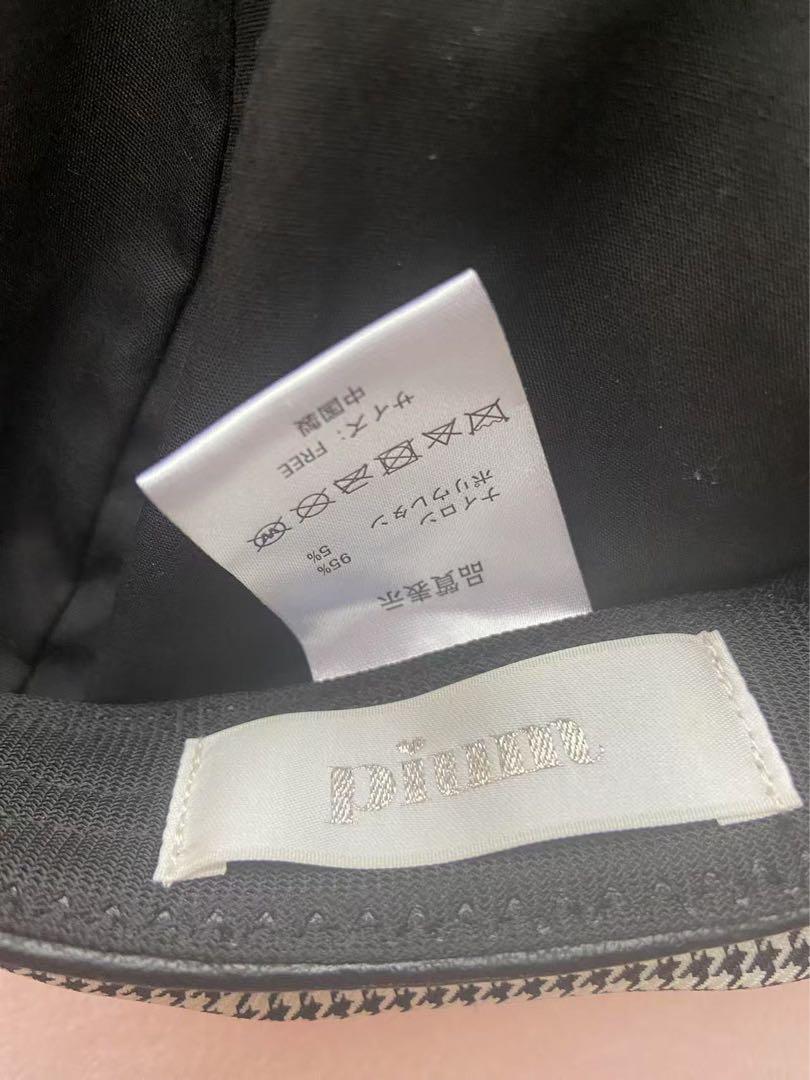 品質表示
ナイロン 95%
ポリウレタン 5%
サイズ：FREE
中国製
pium